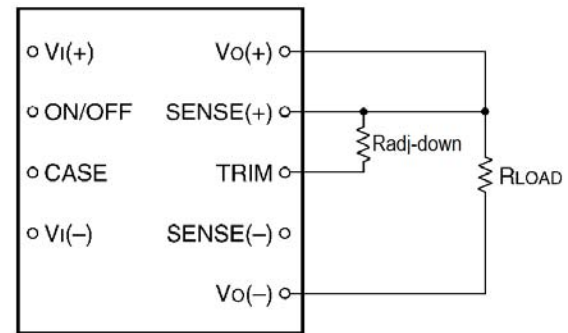 VI(+) VO(+)
ON/OFF SENSE(+)
Radj-down
CASE TRIM RLOAD
VI(–) SENSE(–)
VO(–)